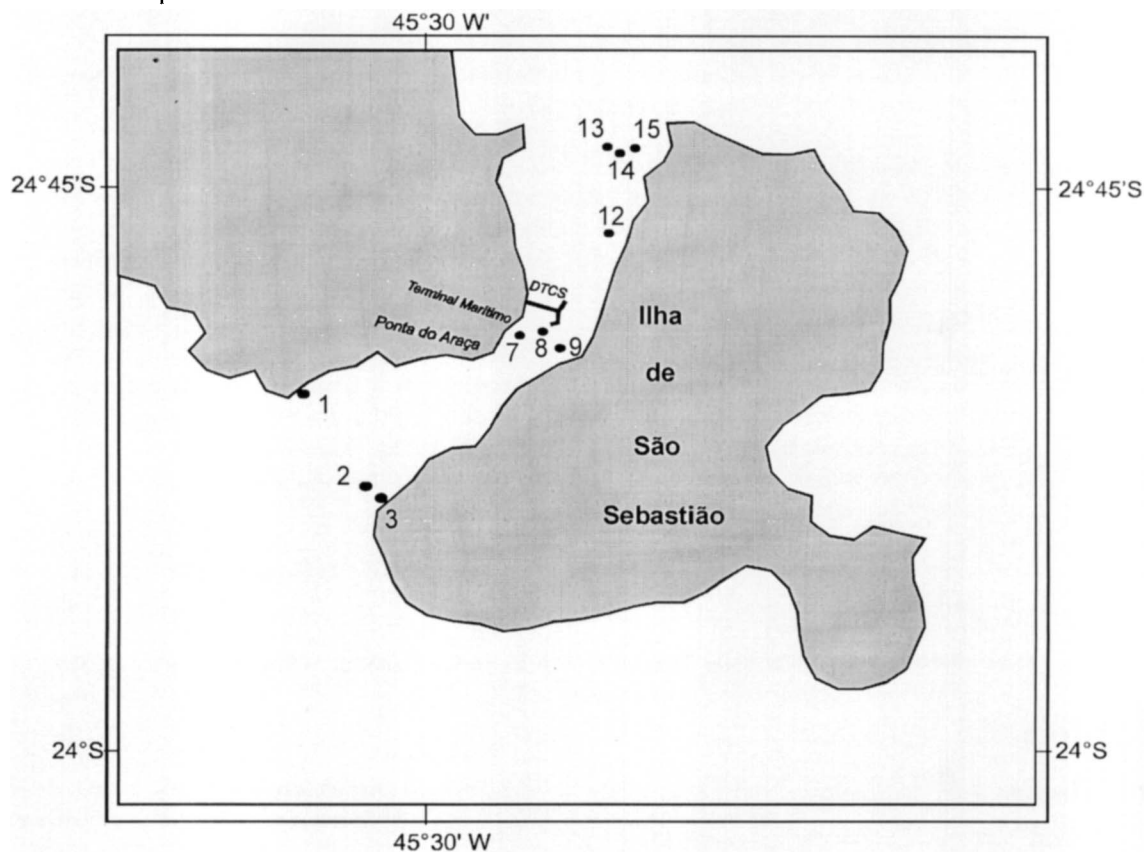 45°30 W'
13
15
14
24°45'S
24°45'S
12
DTCS
Terminal Marítimo
Ilha
Ponta do Araça
7
8
9
de
1
São
2
3
Sebastião
24°S
24°S
45°30' W